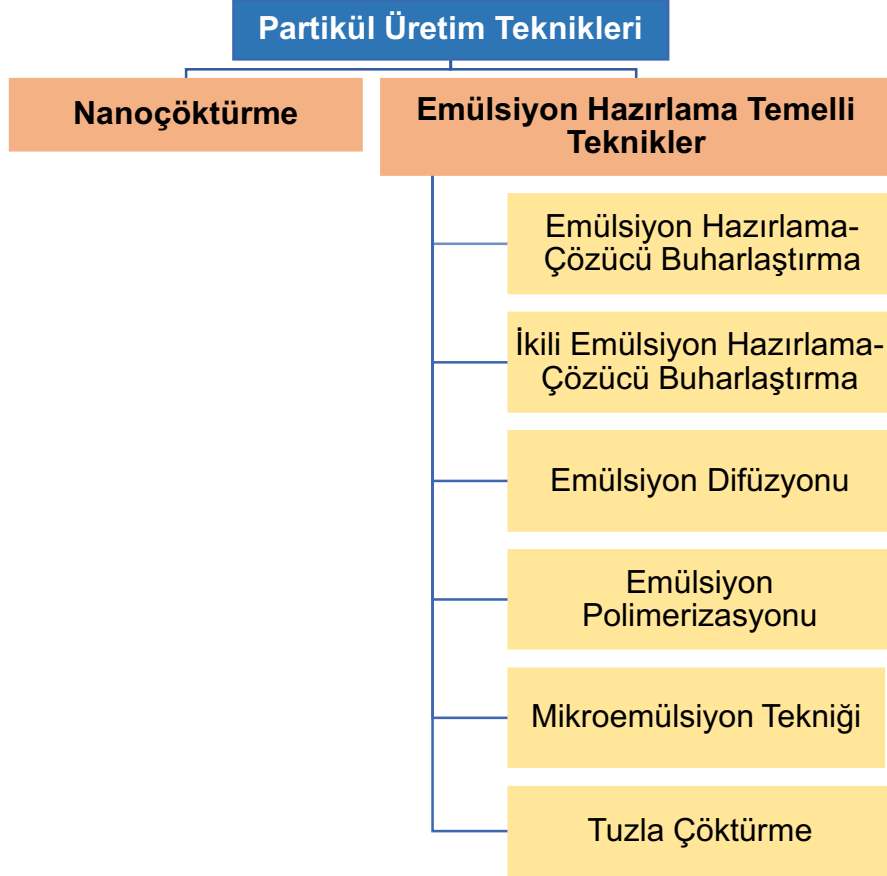 Partikül Üretim Teknikleri
Nanoçöktürme
Emülsiyon Hazırlama Temelli
Teknikler
Emülsiyon Hazırlama-
Çözücü Buharlaştırma
İkili Emülsiyon Hazırlama-
Çözücü Buharlaştırma
Emülsiyon Difüzyonu
Emülsiyon
Polimerizasyonu
Mikroemülsiyon Tekniği
Tuzla Çöktürme